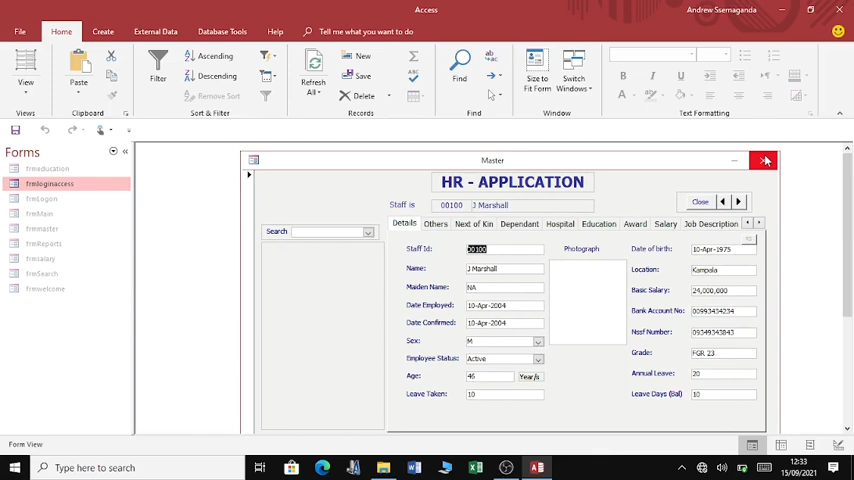 Access
Andrew Ssemaganda
File Home Create External Data Database Tools Help Tell me what you want to do
View
Views
Paste
Clipboard
Filter
Ascending
Descending
Remove Sort
Sort & Filter
Refresh
All
New
Save
Delete
Records
Find
Find
Size to
Fit Form
Switch
Windows
Window
B I U
A
Text Formatting
Forms
frmeducation
frmloginaccess
frmLogon
frmMain
frmmaster
frmReports
frmsalary
frmSearch
frmwelcome
Master
HR - APPLICATION
Staff is 00100 J Marshall
Close
Search
Details Others Next of Kin Dependant Hospital Education Award Salary Job Description
Staff Id: 00100
Name: J Marshall
Maiden Name: NA
Date Employed: 10-Apr-2004
Date Confirmed: 10-Apr-2004
Sex: M
Employee Status: Active
Age: 46 Year/s
Leave Taken: 10
Photograph
Date of birth: 10-Apr-1975
Location: Kampala
Basic Salary: 24,000,000
Bank Account No: 00993434234
Nssf Number: 09349343843
Grade: FGR 23
Annual Leave: 20
Leave Days (Bal) 10
Form View
Type here to search
12:33
15/09/2021